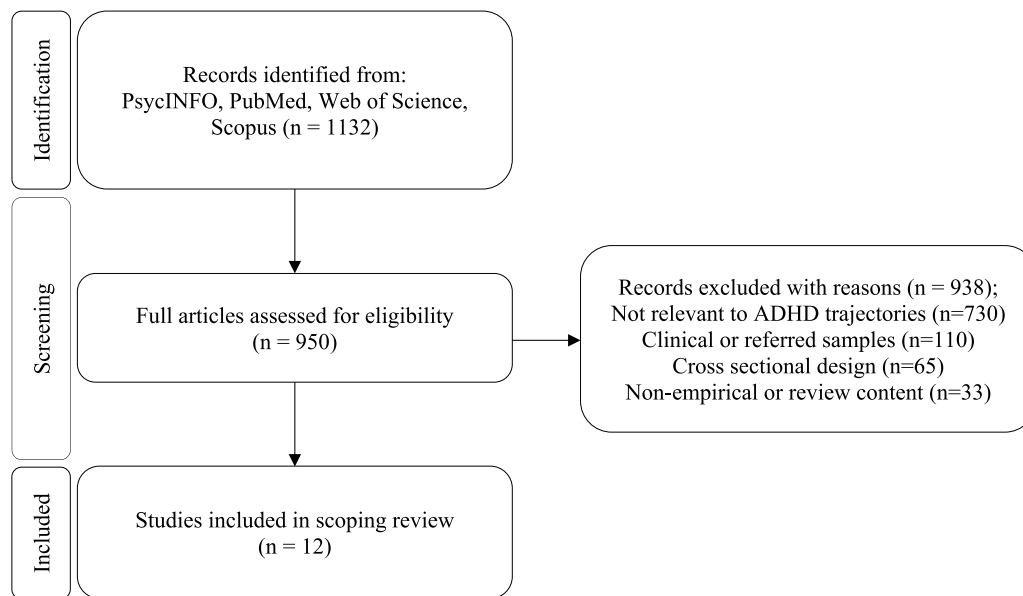 Identification
Records identified from:
PsycINFO, PubMed, Web of Science,
Scopus (n = 1132)
Screening
Full articles assessed for eligibility
(n = 950)
Records excluded with reasons (n = 938);
Not relevant to ADHD trajectories (n=730)
Clinical or referred samples (n=110)
Cross sectional design (n=65)
Non-empirical or review content (n=33)
Included
Studies included in scoping review
(n = 12)